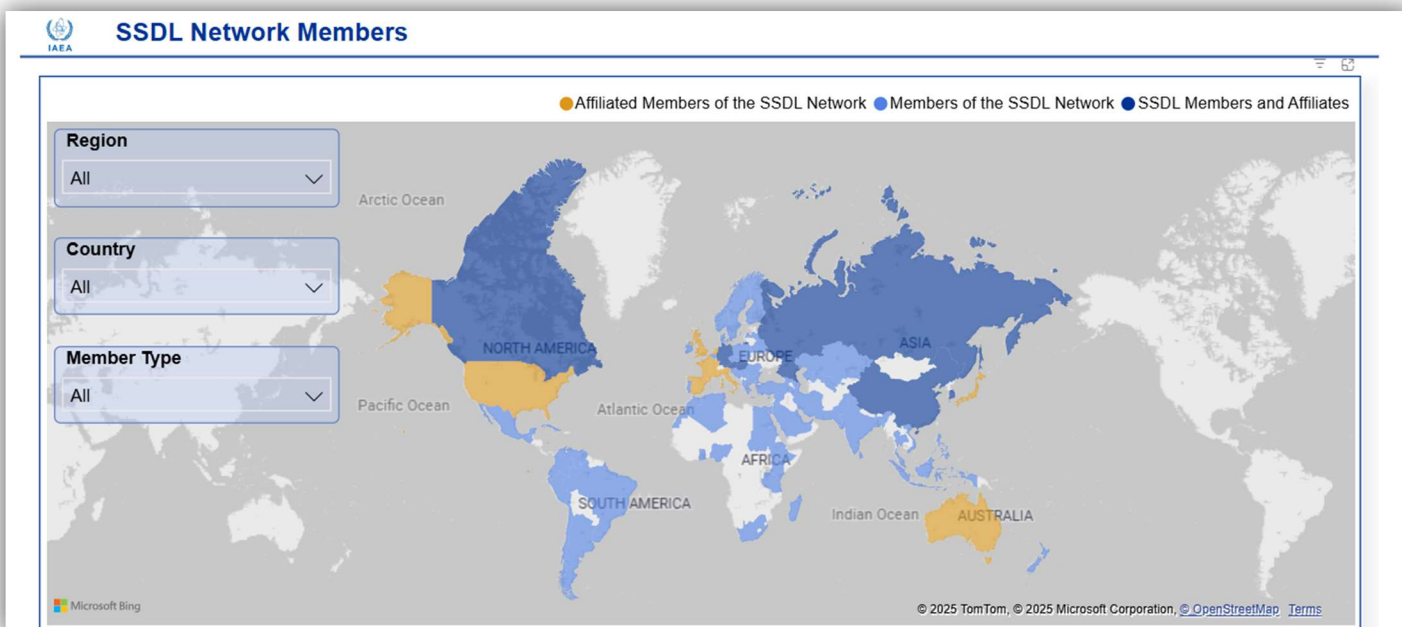 IAEA
SSDL Network Members
Affiliated Members of the SSDL Network Members of the SSDL Network SSDL Members and Affiliates
Region
All
Country
All
Member Type
All
Arctic Ocean
NORTH AMERICA
EUROPE
ASIA
Pacific Ocean
Atlantic Ocean
AFRICA
SOUTH AMERICA
Indian Ocean
AUSTRALIA
Microsoft Bing
© 2025 TomTom, © 2025 Microsoft Corporation, © OpenStreetMap Terms